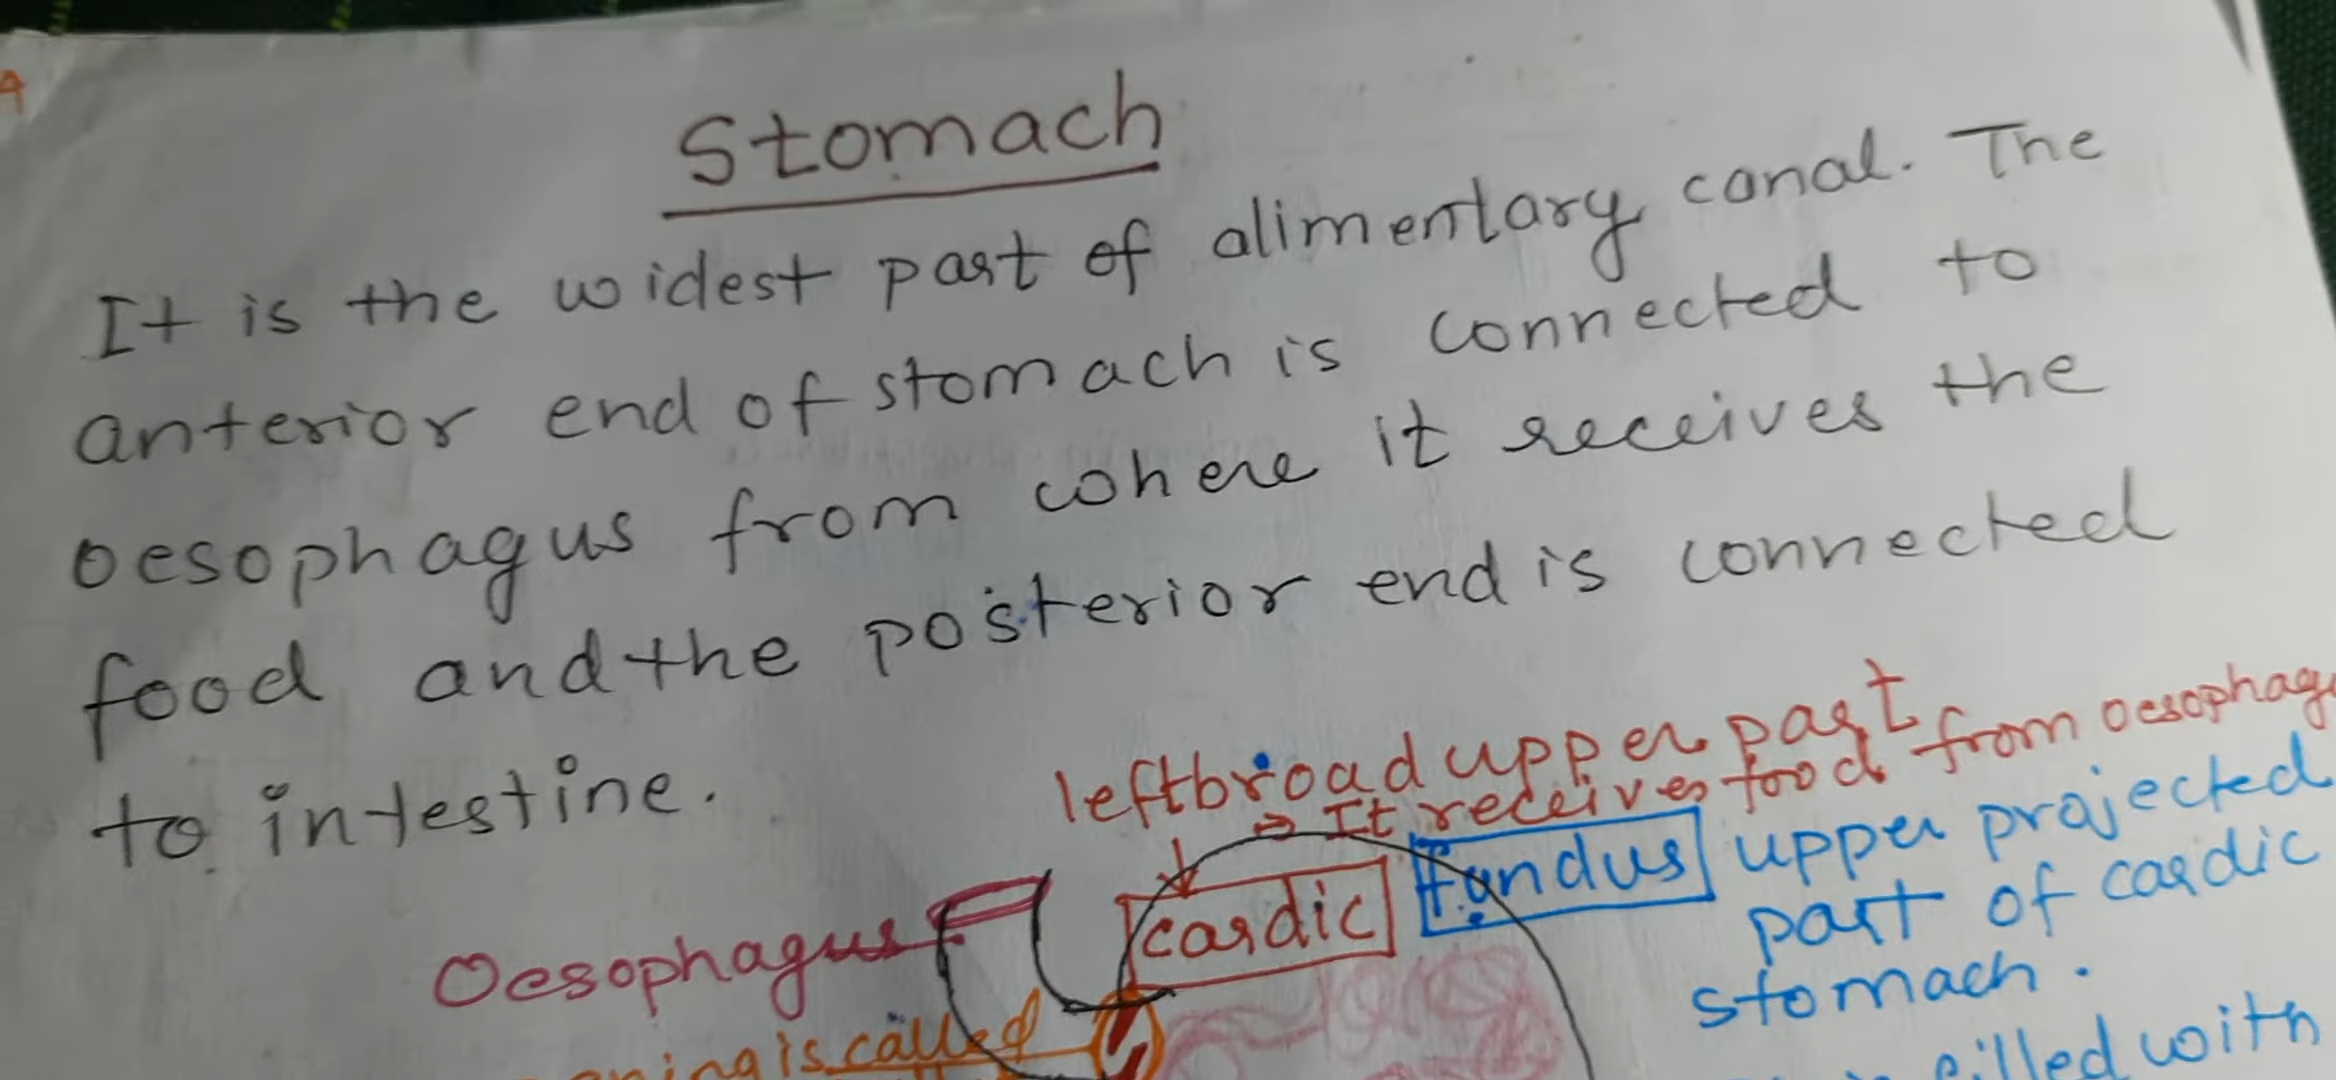 Stomach
It is the widest part of alimentary canal. The
anterior end of stomach is connected to
oesophagus from where it receives the
food and the posterior end is connected
to intestine.
left broad upper part
→ It receives food from oesophag
cardic
Fundus upper projected
part of cardic
stomach.
Oesophagus
is called
filled with